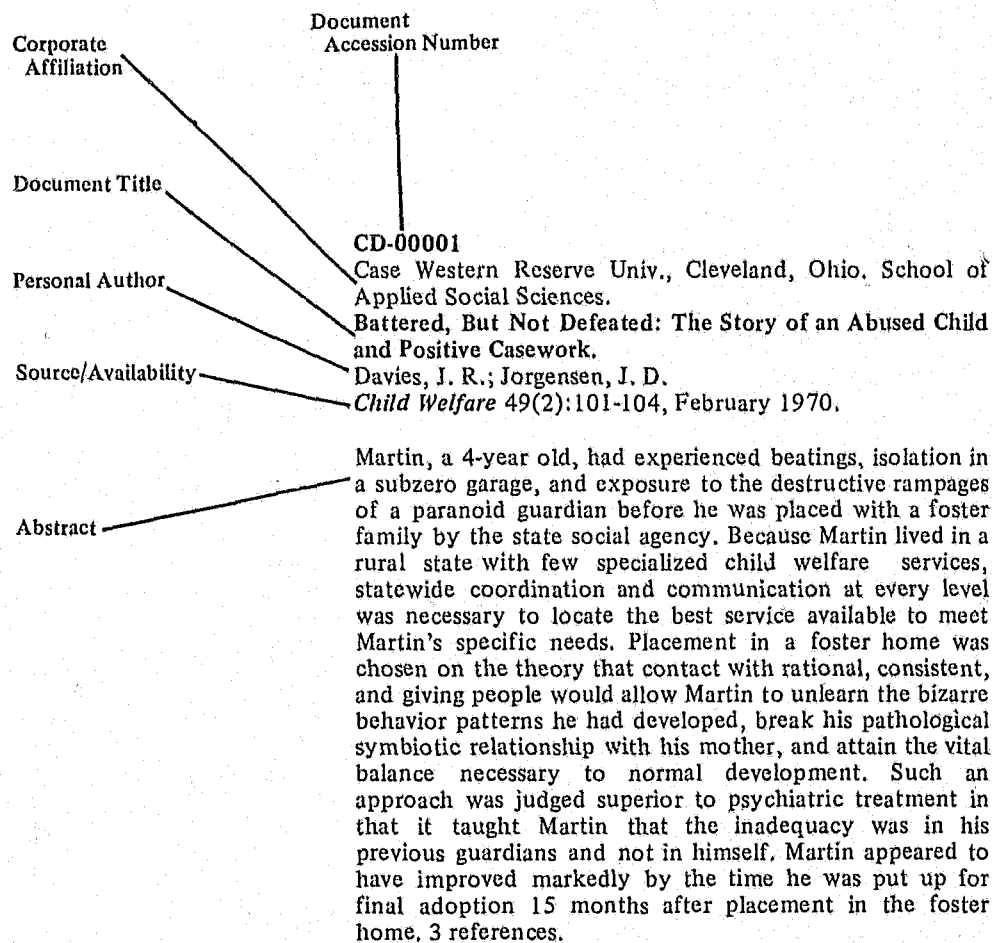 Document
Accession Number
Corporate
Affiliation
Document Title
Personal Author
Source/Availability
Abstract
CD-00001
Case Western Reserve Univ., Cleveland, Ohio. School of
Applied Social Sciences.
Battered, But Not Defeated: The Story of an Abused Child
and Positive Casework.
Davies, J. R.; Jorgensen, J. D.
Child Welfare 49(2):101-104, February 1970.
Martin, a 4-year old, had experienced beatings, isolation in
a subzero garage, and exposure to the destructive rampages
of a paranoid guardian before he was placed with a foster
family by the state social agency. Because Martin lived in a
rural state with few specialized child welfare services,
statewide coordination and communication at every level
was necessary to locate the best service available to meet
Martin's specific needs. Placement in a foster home was
chosen on the theory that contact with rational, consistent,
and giving people would allow Martin to unlearn the bizarre
behavior patterns he had developed, break his pathological
symbiotic relationship with his mother, and attain the vital
balance necessary to normal development. Such an
approach was judged superior to psychiatric treatment in
that it taught Martin that the inadequacy was in his
previous guardians and not in himself. Martin appeared to
have improved markedly by the time he was put up for
final adoption 15 months after placement in the foster
home. 3 references.